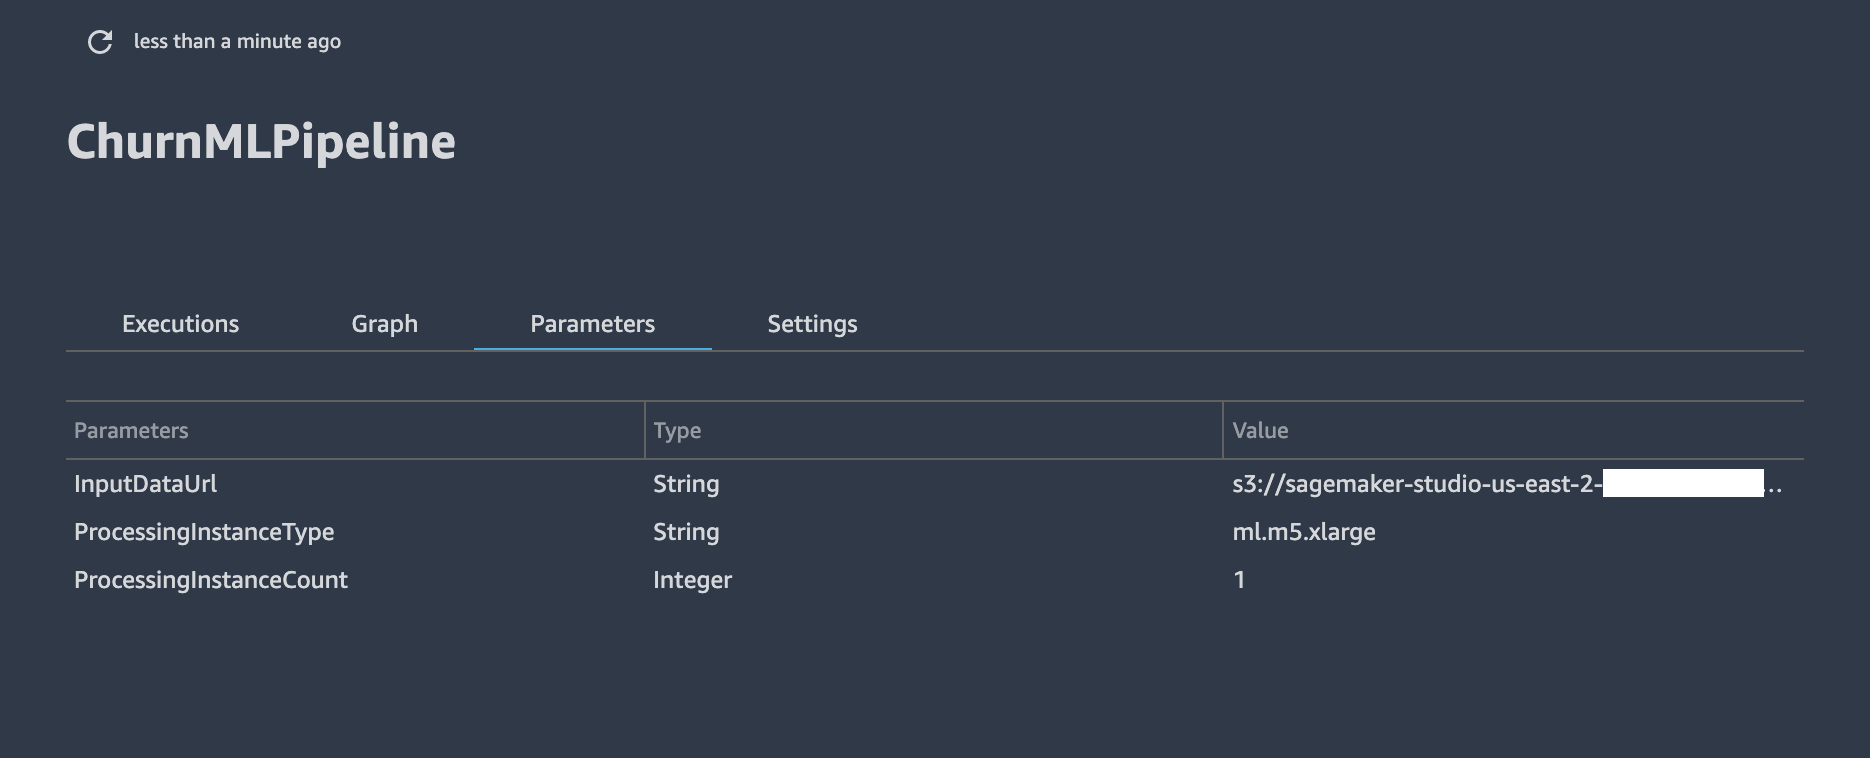 less than a minute ago
ChurnMLPipeline
Executions Graph Parameters Settings
Parameters Type Value
InputDataUrl String s3://sagemaker-studio-us-east-2-...
ProcessingInstanceType String ml.m5.xlarge
ProcessingInstanceCount Integer 1